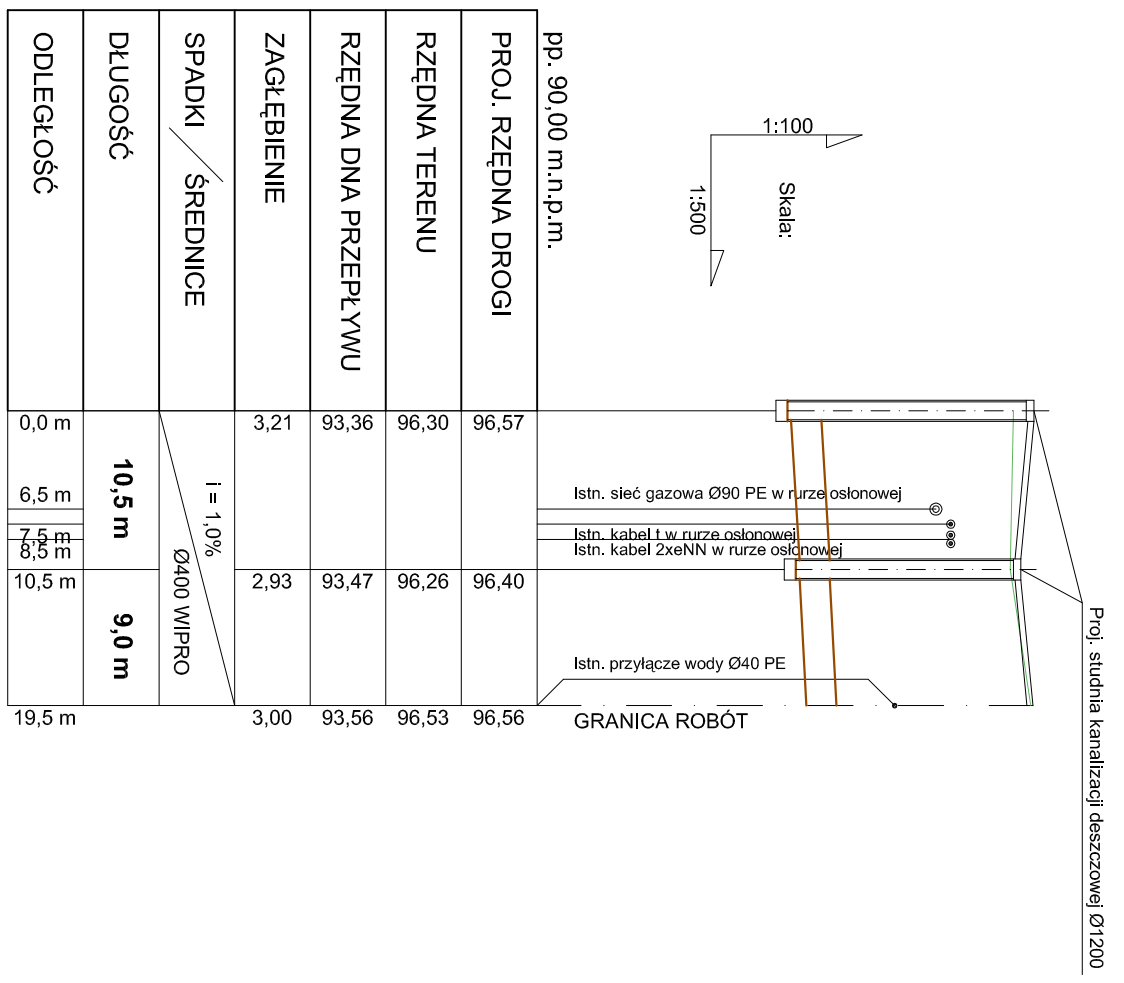 Skala:
1:100
1:500
pp. 90,00 m.n.p.m.
PROJ. RZĘDNA DROGI
RZĘDNA TERENU
RZĘDNA DNA PRZEPŁYWU
ZAGŁĘBIENIE
SPADKI / ŚREDNICE
DŁUGOŚĆ
ODLEGŁOŚĆ
0,0 m 3,21 93,36 96,30 96,57
6,5 m
7,5 m
8,5 m
10,5 m 2,93 93,47 96,26 96,40
19,5 m 3,00 93,56 96,53 96,56
10,5 m
9,0 m
i = 1,0%
Ø400 WIPRO
Istn. sieć gazowa Ø90 PE w rurze osłonowej
Istn. kabel t w rurze osłonowej
Istn. kabel 2xeNN w rurze osłonowej
Istn. przyłącze wody Ø40 PE
GRANICA ROBÓT
Proj. studnia kanalizacji deszczowej Ø1200